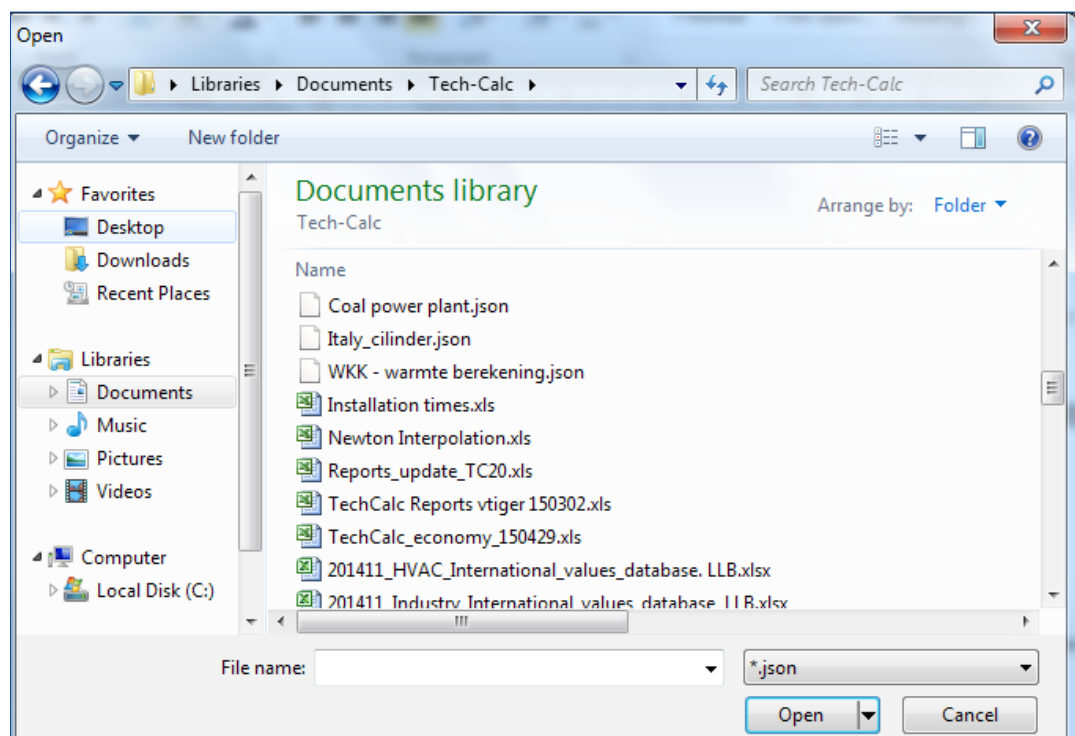 Open
Libraries Documents Tech-Calc
Search Tech-Calc
Organize
New folder
Favorites
Desktop
Downloads
Recent Places
Libraries
Documents
Music
Pictures
Videos
Computer
Local Disk (C:)
Documents library
Tech-Calc
Arrange by: Folder
Name
Coal power plant.json
Italy_cilinder.json
WKK - warmte berekening.json
Installation times.xls
Newton Interpolation.xls
Reports_update_TC20.xls
TechCalc Reports vtiger 150302.xls
TechCalc_economy_150429.xls
201411_HVAC_International_values_database. LLB.xlsx
201411_Industry_International_values_database_LLB.xlsx
File name:
*.json
Open
Cancel